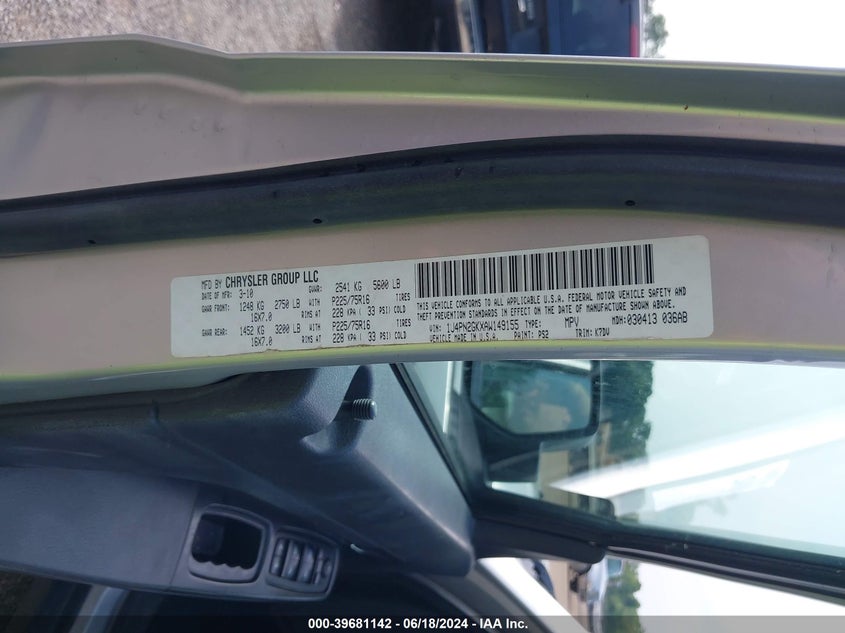 MFD BY CHRYSLER GROUP LLC
DATE OF MFR. 3-10 GVWR: 2541 KG 5600 LB
GAWR FRONT: 1248 KG 2750 LB WITH P225/75R16 TIRES
16X7.0 RIMS AT 228 KPA ( 33 PSI) COLD
GAWR REAR: 1452 KG 3200 LB WITH P225/75R16 TIRES
16X7.0 RIMS AT 228 KPA ( 33 PSI) COLD
THIS VEHICLE CONFORMS TO ALL APPLICABLE U.S.A. FEDERAL MOTOR VEHICLE SAFETY AND
THEFT PREVENTION STANDARDS IN EFFECT ON THE DATE OF MANUFACTURE SHOWN ABOVE.
VIN: 1U4PN2GKXAW149155 TYPE: MPV MDH: 030413 036AB
VEHICLE MADE IN U.S.A. PAINT: PS2 TRIM: K7DV
000-39681142 - 06/18/2024 - IAA Inc.